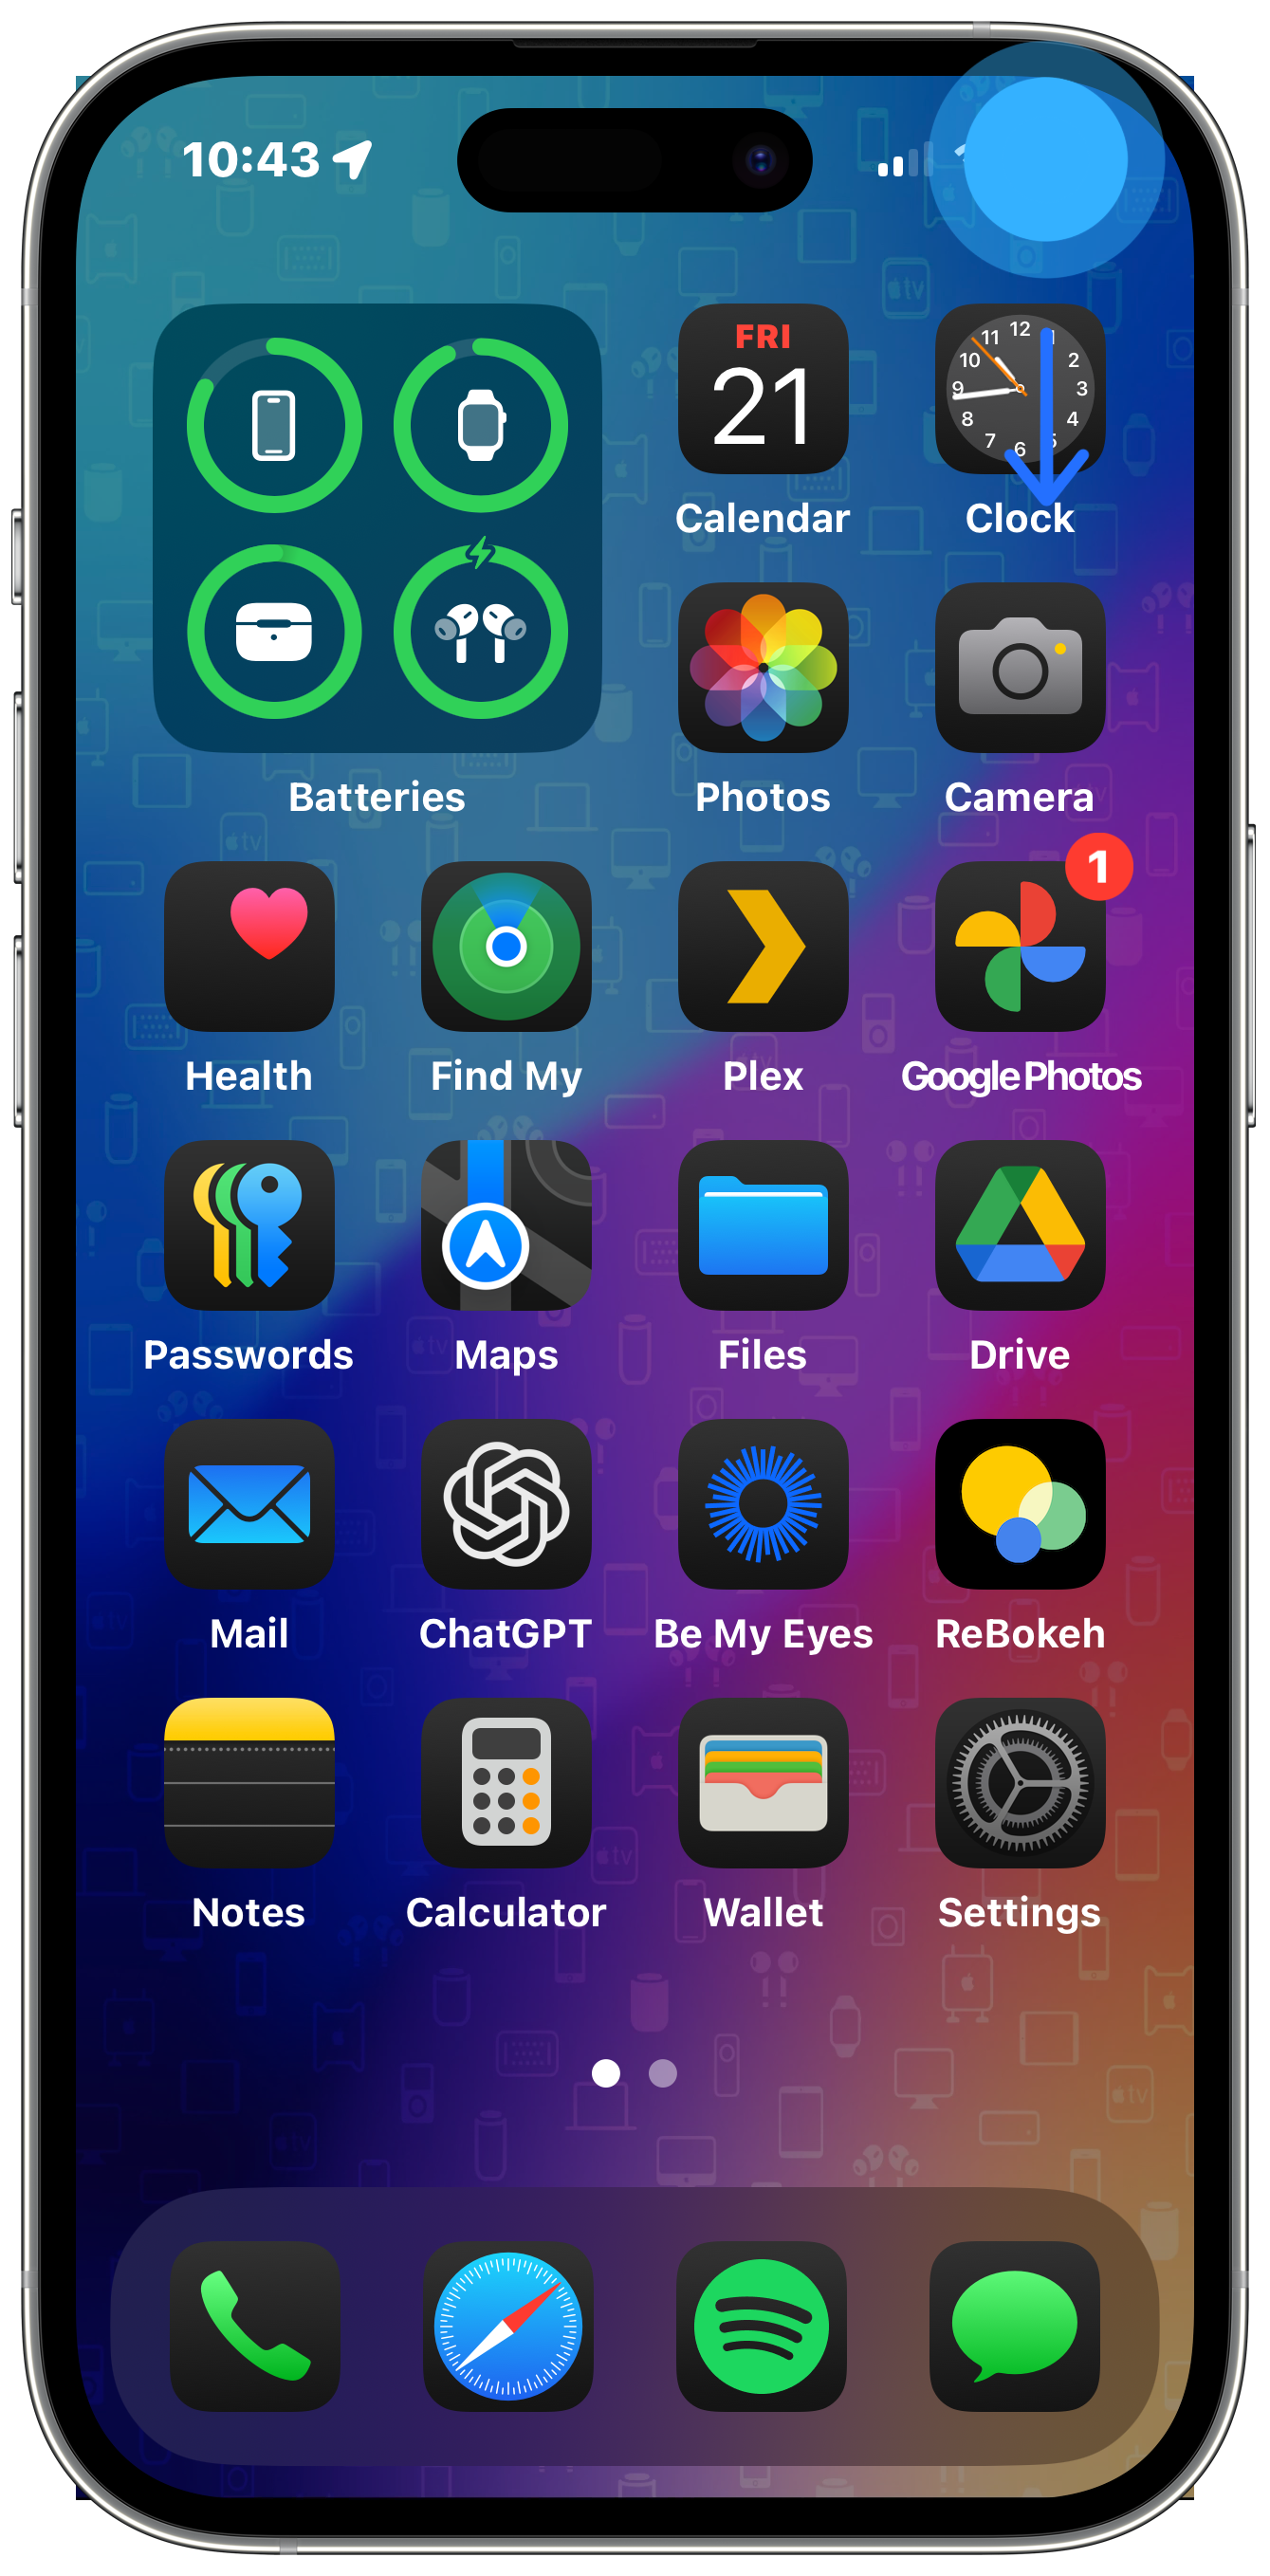 10:43
FRI
21
12
11
10
2
9
3
8
4
7
5
6
Calendar
Clock
Batteries
Photos
Camera
1
Health
Find My
Plex
Google Photos
Passwords
Maps
Files
Drive
Mail
ChatGPT
Be My Eyes
ReBokeh
Notes
Calculator
Wallet
Settings